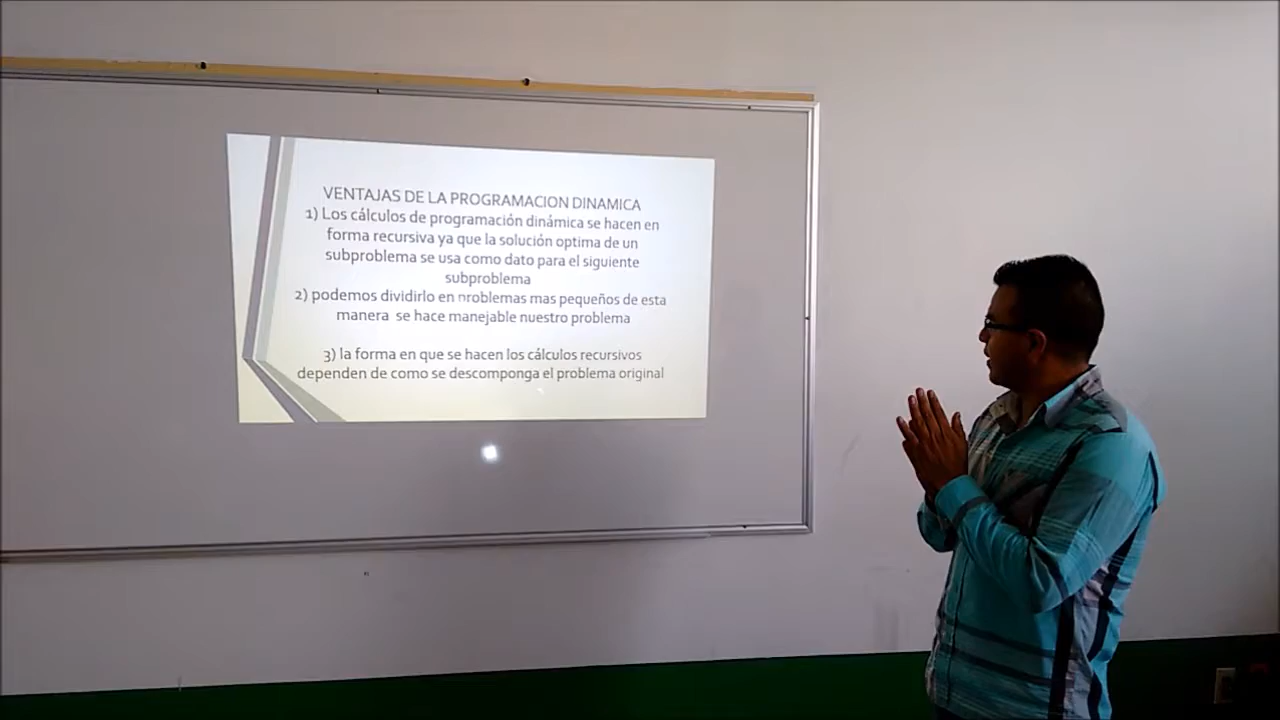 VENTAJAS DE LA PROGRAMACION DINAMICA
1) Los cálculos de programación dinámica se hacen en
forma recursiva ya que la solución optima de un
subproblema se usa como dato para el siguiente
subproblema
2) podemos dividirlo en problemas mas pequeños de esta
manera se hace manejable nuestro problema
3) la forma en que se hacen los cálculos recursivos
dependen de como se descomponga el problema original